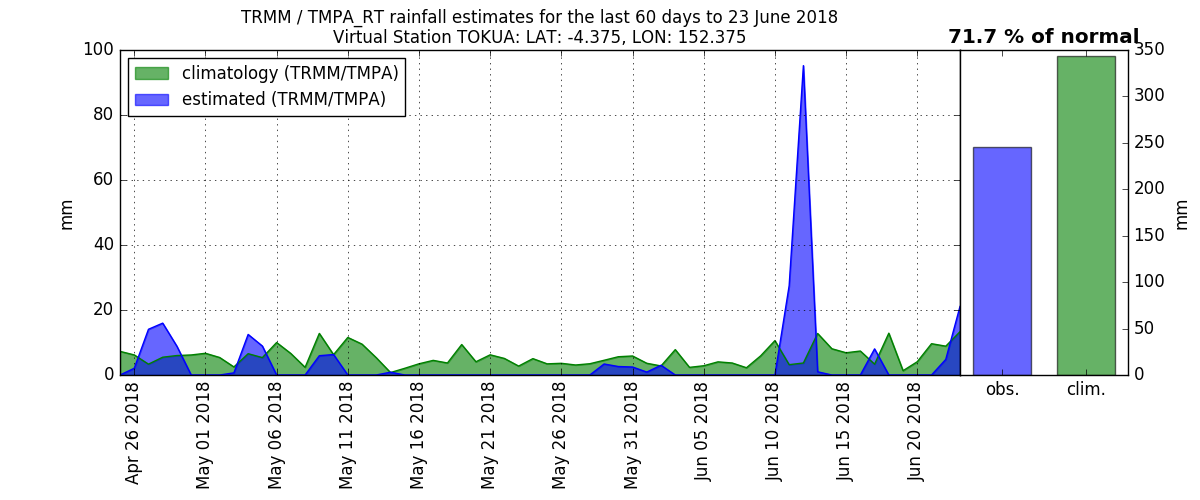 TRMM / TMPA_RT rainfall estimates for the last 60 days to 23 June 2018
Virtual Station TOKUA: LAT: -4.375, LON: 152.375
71.7 % of normal
climatology (TRMM/TMPA)
estimated (TRMM/TMPA)
mm
100
80
60
40
20
0
Apr 26 2018
May 01 2018
May 06 2018
May 11 2018
May 16 2018
May 21 2018
May 26 2018
May 31 2018
Jun 05 2018
Jun 10 2018
Jun 15 2018
Jun 20 2018
obs.
clim.
350
300
250
200
150
100
50
0
mm